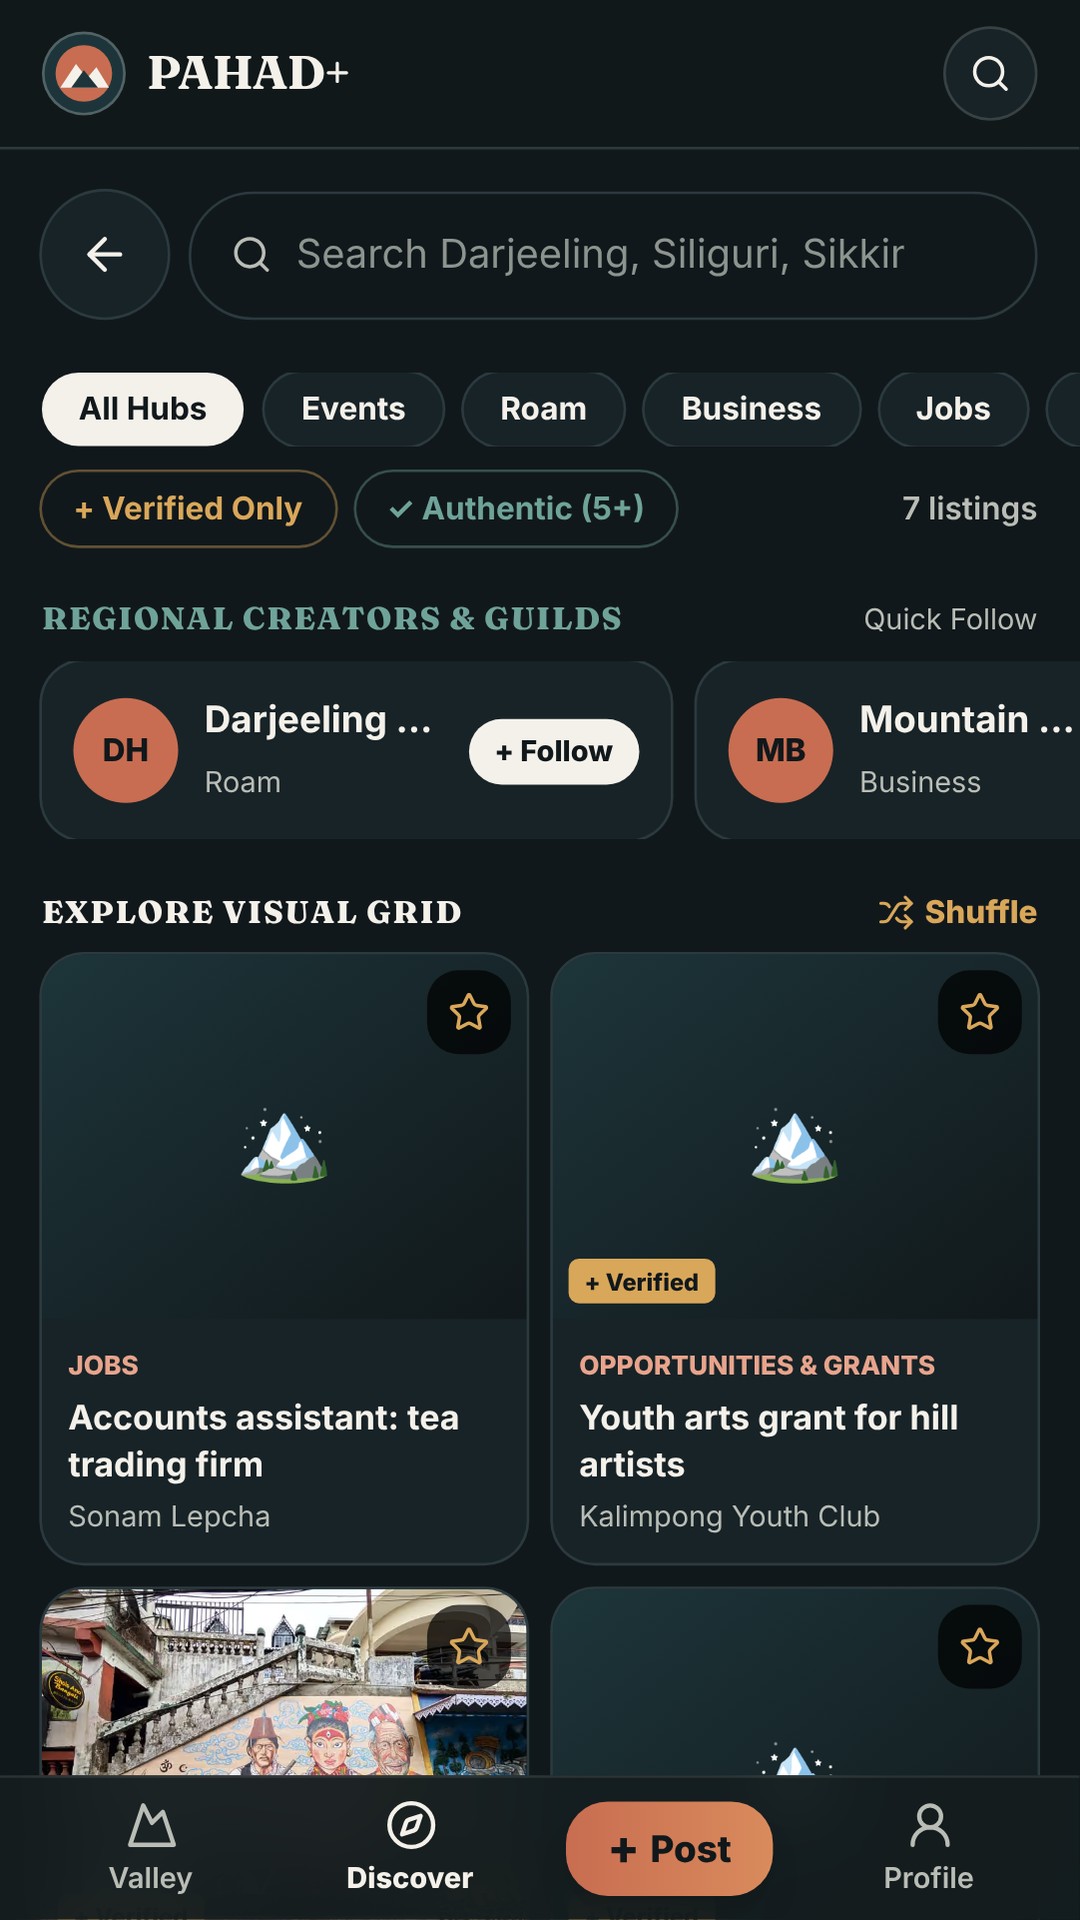 PAHAD+
Search Darjeeling, Siliguri, Sikkir
All Hubs
Events
Roam
Business
Jobs
+ Verified Only
✓ Authentic (5+)
7 listings
REGIONAL CREATORS & GUILDS
Quick Follow
DH
Darjeeling ...
Roam
+ Follow
MB
Mountain ...
Business
EXPLORE VISUAL GRID
Shuffle
+ Verified
JOBS
Accounts assistant: tea
trading firm
Sonam Lepcha
OPPORTUNITIES & GRANTS
Youth arts grant for hill
artists
Kalimpong Youth Club
ॐ
Valley
Discover
+ Post
Profile